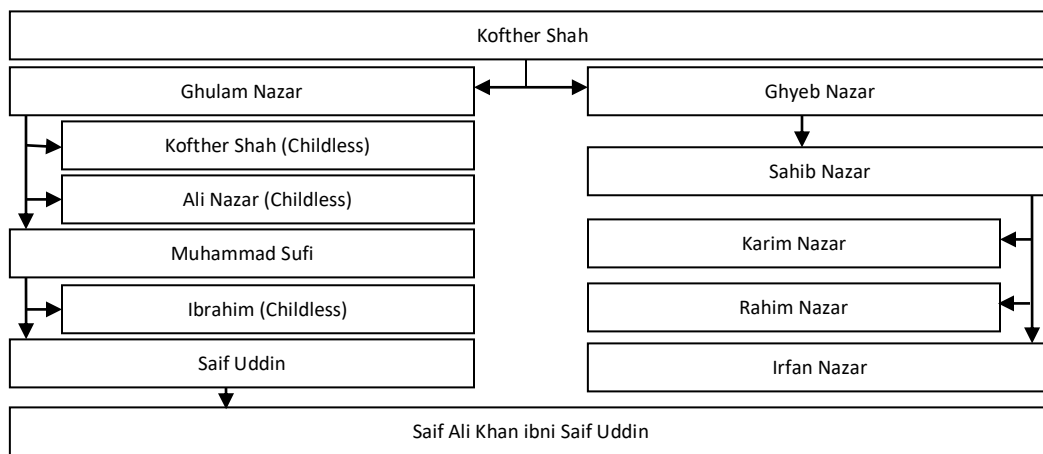 Kofther Shah
Ghulam Nazar
Ghyeb Nazar
Kofther Shah (Childless)
Sahib Nazar
Ali Nazar (Childless)
Muhammad Sufi
Karim Nazar
Ibrahim (Childless)
Rahim Nazar
Saif Uddin
Irfan Nazar
Saif Ali Khan ibni Saif Uddin